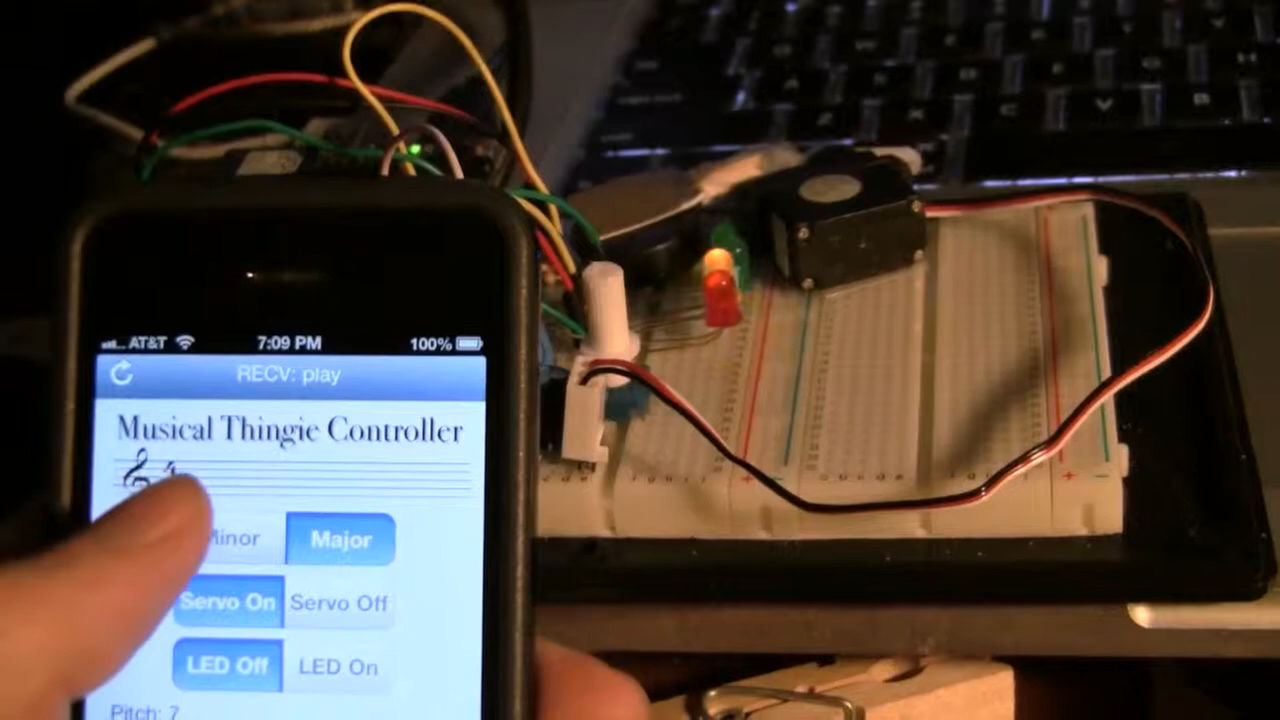 AT&T 7:09 PM 100%
RECV: play
Musical Thingie Controller
Minor Major
Servo On Servo Off
LED Off LED On
Pitch: 7